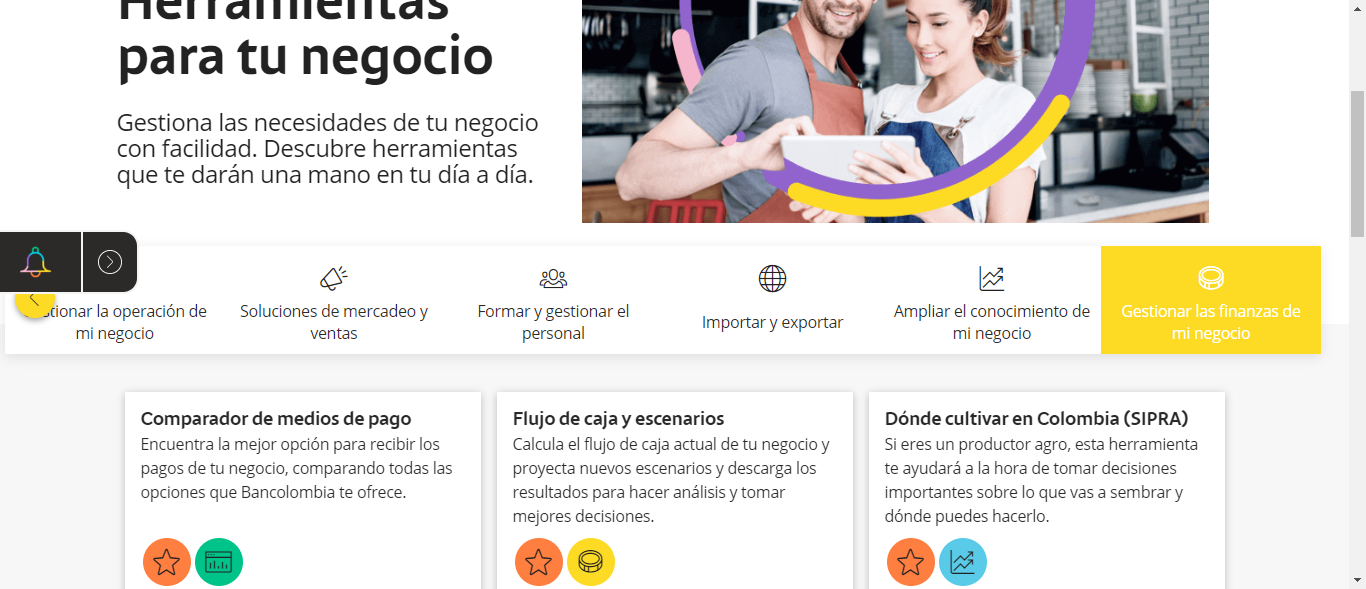 Herramientas
para tu negocio
Gestiona las necesidades de tu negocio
con facilidad. Descubre herramientas
que te darán una mano en tu día a día.
tionar la operación de
mi negocio
Soluciones de mercadeo y
ventas
Formar y gestionar el
personal
Importar y exportar
Ampliar el conocimiento de
mi negocio
Gestionar las finanzas de
mi negocio
Comparador de medios de pago
Encuentra la mejor opción para recibir los
pagos de tu negocio, comparando todas las
opciones que Bancolombia te ofrece.
Flujo de caja y escenarios
Calcula el flujo de caja actual de tu negocio y
proyecta nuevos escenarios y descarga los
resultados para hacer análisis y tomar
mejores decisiones.
Dónde cultivar en Colombia (SIPRA)
Si eres un productor agro, esta herramienta
te ayudará a la hora de tomar decisiones
importantes sobre lo que vas a sembrar y
dónde puedes hacerlo.